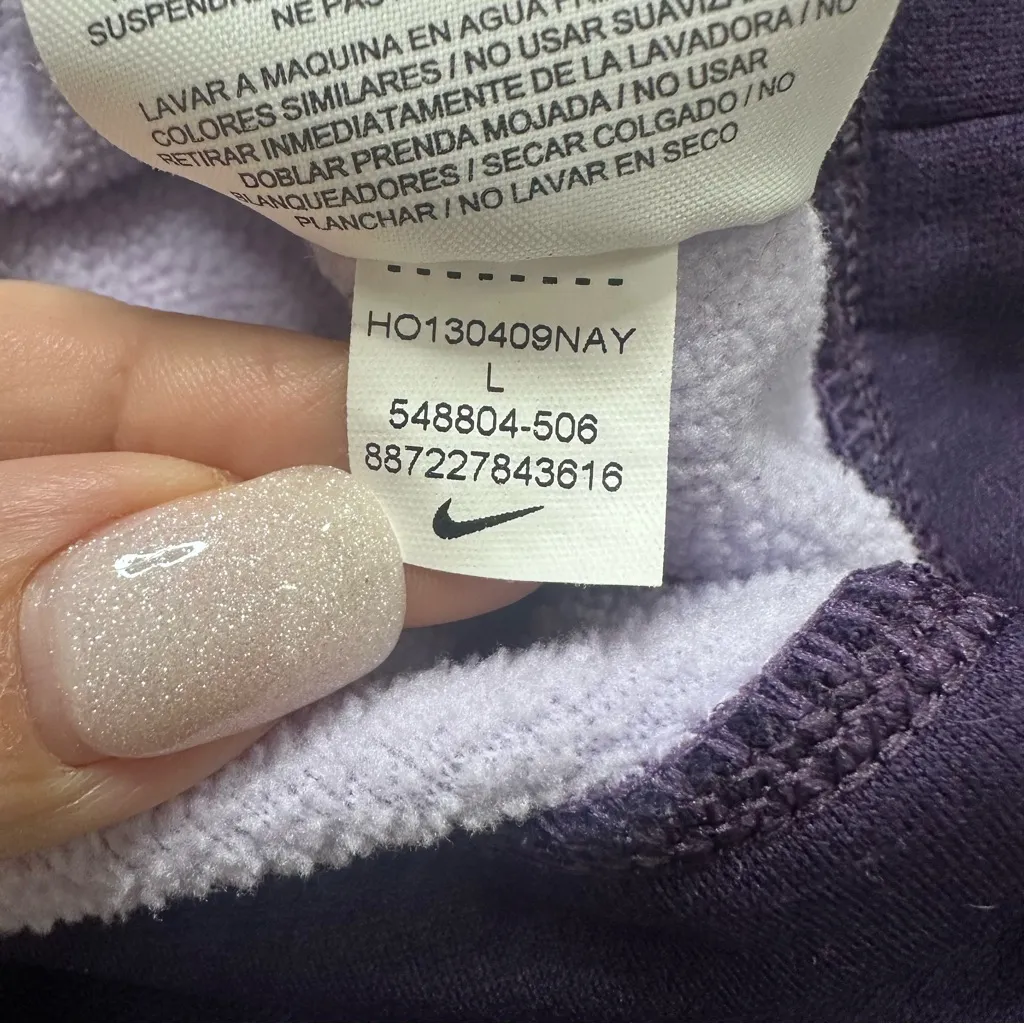 NE PAS
LAVAR A MAQUINA EN AGUA
COLORES SIMILARES / NO USAR
RETIRAR INMEDIATAMENTE DE LA LAVADORA / NO
DOBLAR PRENDA MOJADA / NO USAR
BLANQUEADORES / SECAR COLGADO / NO
PLANCHAR / NO LAVAR EN SECO
HO130409NAY
L
548804-506
887227843616